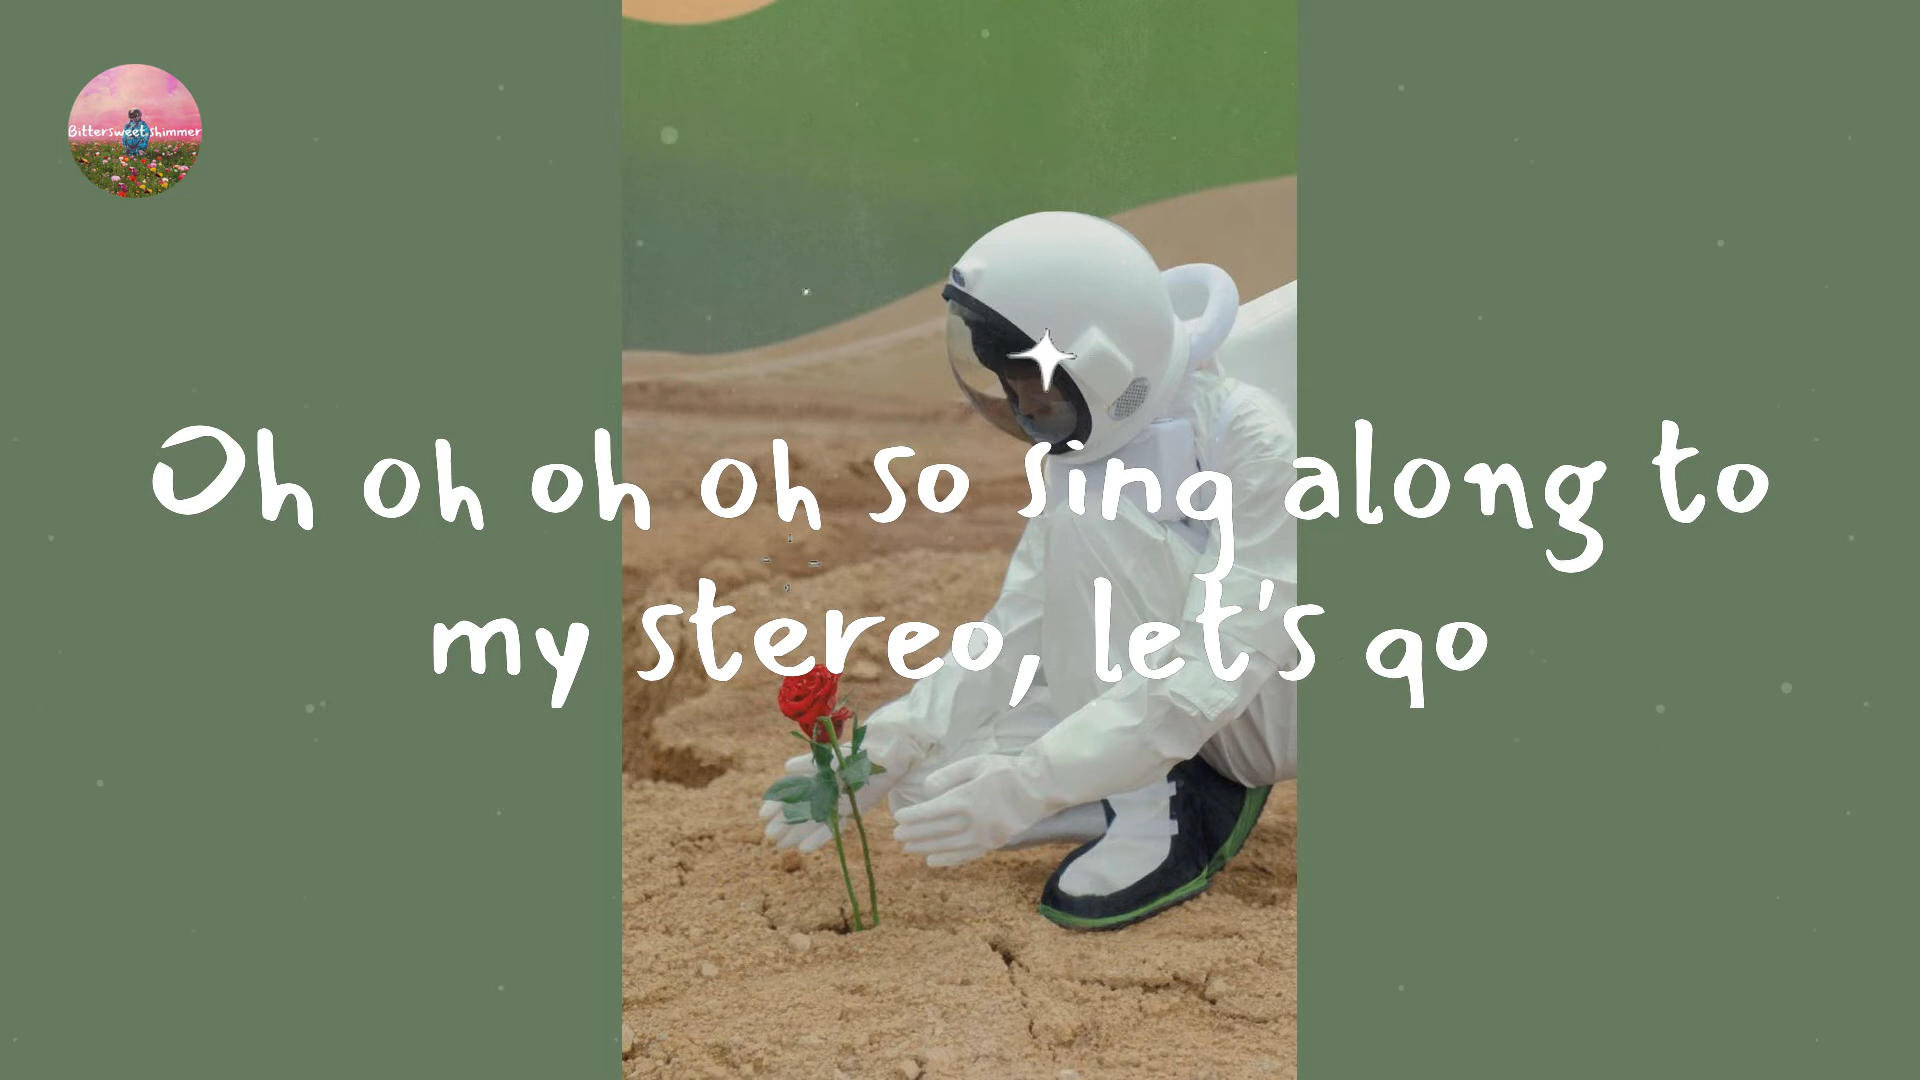 Bittersweet shimmer
Oh oh oh oh so sing along to
my stereo, let's go